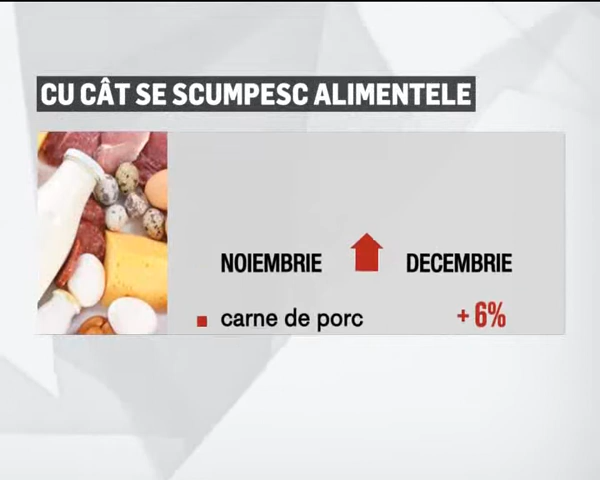 CU CÂT SE SCUMPESC ALIMENTELE
NOIEMBRIE DECEMBRIE
carne de porc + 6%